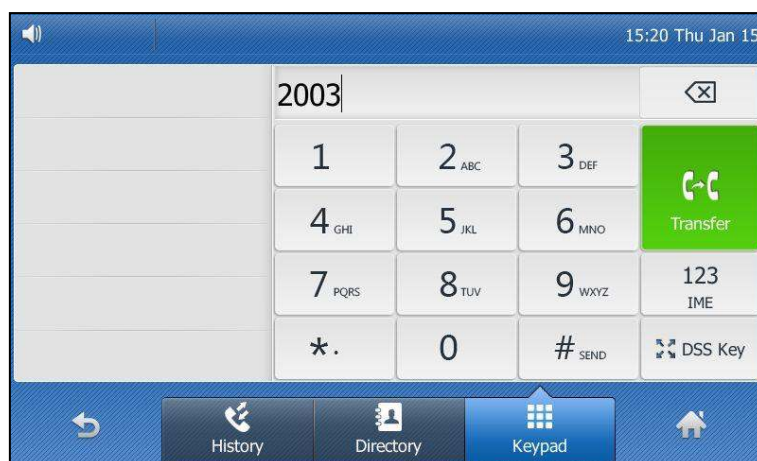 15:20 Thu Jan 15
2003
1 2 ABC 3 DEF
Transfer
4 GHI 5 JKL 6 MNO
7 PQRS 8 TUV 9 WXYZ 123
IME
*. 0 # SEND DSS Key
History Directory Keypad